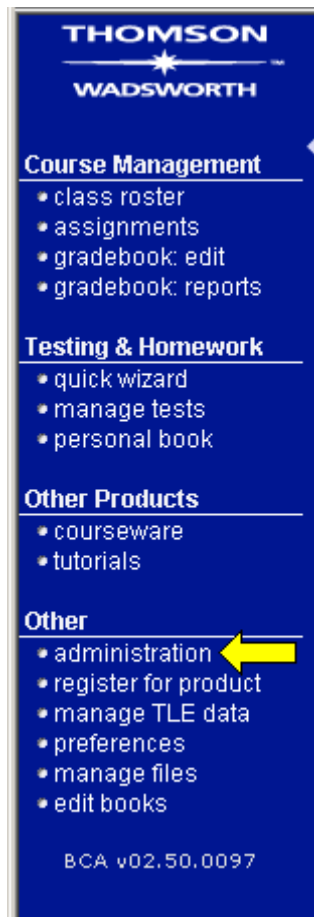 THOMSON
™
WADSWORTH
Course Management
class roster
assignments
gradebook: edit
gradebook: reports
Testing & Homework
quick wizard
manage tests
personal book
Other Products
courseware
tutorials
Other
administration
register for product
manage TLE data
preferences
manage files
edit books
BCA v02.50.0097